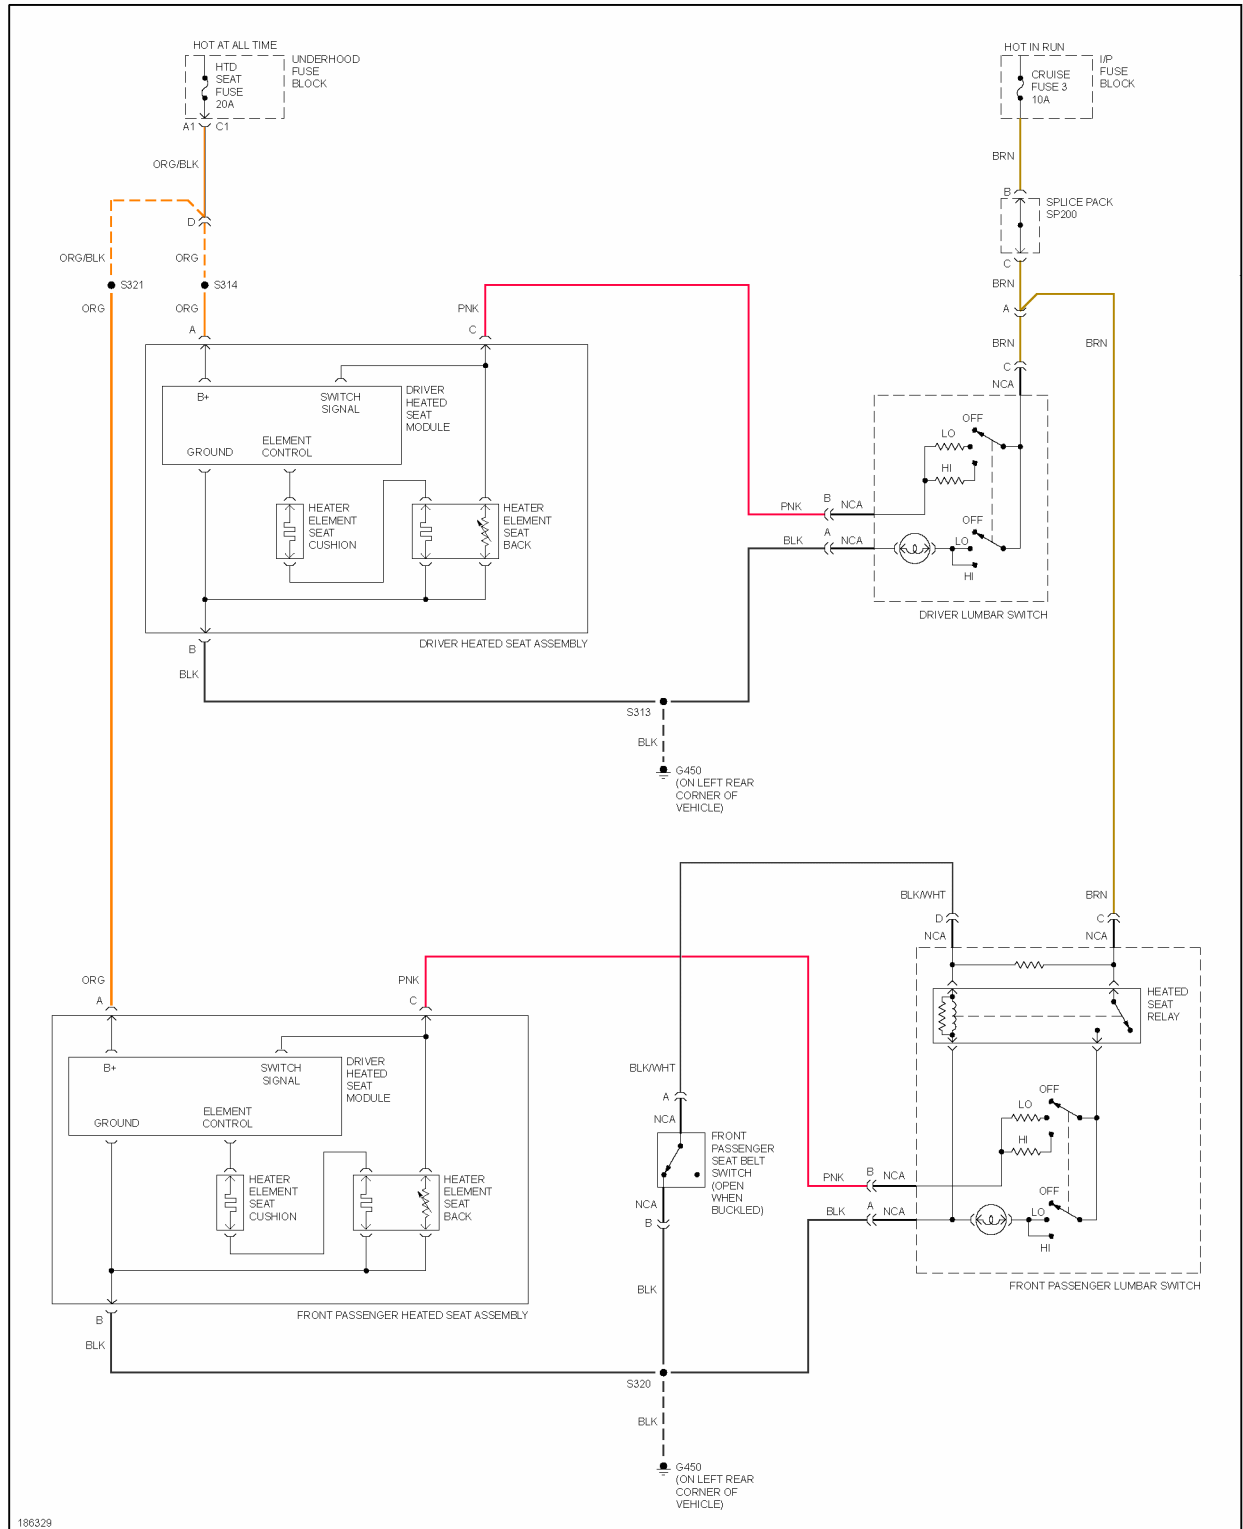 HOT AT ALL TIME
HTD
SEAT
FUSE
20A
UNDERHOOD
FUSE
BLOCK
A1
C1
ORG/BLK
D
ORG/BLK
ORG
S321
S314
ORG
ORG
A
PNK
C
HOT IN RUN
CRUISE
FUSE 3
10A
I/P
FUSE
BLOCK
BRN
B
SPLICE PACK
SP200
C
BRN
A
BRN
BRN
C
NCA
B+
SWITCH
SIGNAL
DRIVER
HEATED
SEAT
MODULE
GROUND
ELEMENT
CONTROL
HEATER
ELEMENT
SEAT
CUSHION
HEATER
ELEMENT
SEAT
BACK
DRIVER HEATED SEAT ASSEMBLY
B
BLK
OFF
LO
HI
PNK
B
NCA
OFF
BLK
A
NCA
LO
HI
DRIVER LUMBAR SWITCH
S313
BLK
G450
(ON LEFT REAR
CORNER OF
VEHICLE)
BLK/WHT
BRN
D
C
NCA
NCA
HEATED
SEAT
RELAY
ORG
A
PNK
C
B+
SWITCH
SIGNAL
DRIVER
HEATED
SEAT
MODULE
GROUND
ELEMENT
CONTROL
HEATER
ELEMENT
SEAT
CUSHION
HEATER
ELEMENT
SEAT
BACK
FRONT PASSENGER HEATED SEAT ASSEMBLY
B
BLK
BLK/WHT
A
NCA
FRONT
PASSENGER
SEAT BELT
SWITCH
(OPEN
WHEN
BUCKLED)
NCA
B
BLK
OFF
LO
HI
PNK
B
NCA
OFF
BLK
A
NCA
LO
HI
FRONT PASSENGER LUMBAR SWITCH
S320
BLK
G450
(ON LEFT REAR
CORNER OF
VEHICLE)
186329